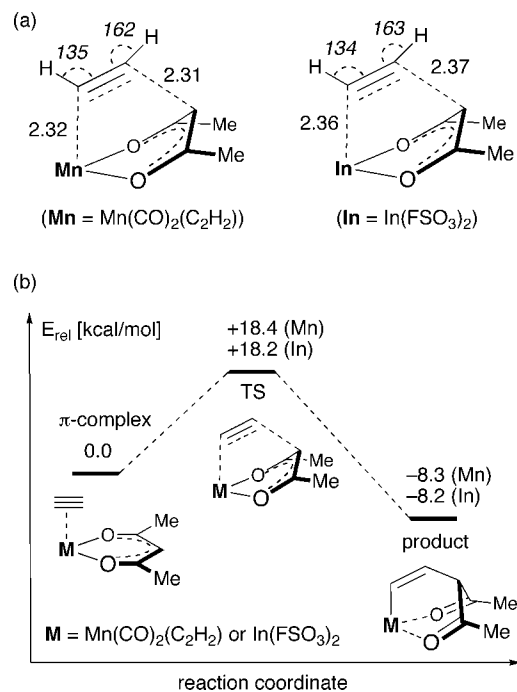 (a)
135 162 H
H 2.31
2.32
O Me
Mn O Me
(Mn = Mn(CO)₂(C₂H₂))
134 163 H
H 2.37
2.36
O Me
In O Me
(In = In(FSO₃)₂)
(b)
E_rel [kcal/mol]
+18.4 (Mn)
+18.2 (In)
TS
π-complex
0.0
O Me
M O Me
M O Me
O Me
–8.3 (Mn)
–8.2 (In)
product
M O Me
O Me
M = Mn(CO)₂(C₂H₂) or In(FSO₃)₂
reaction coordinate